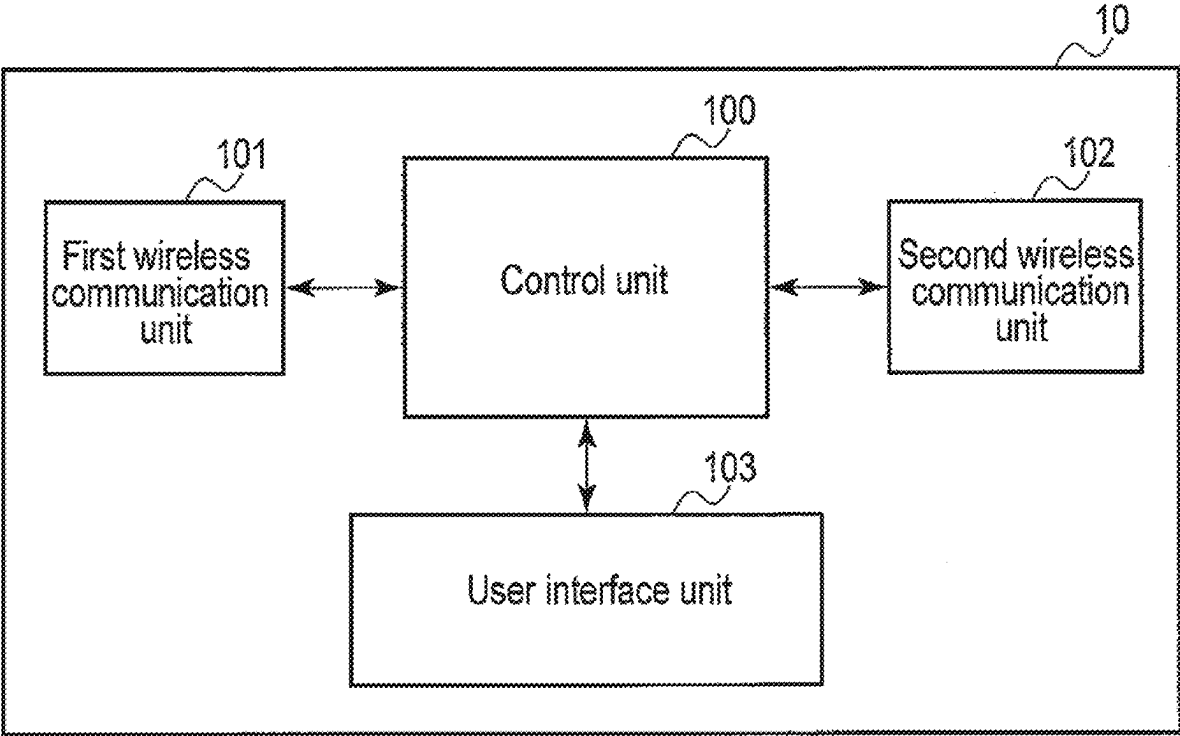 10
100
101
102
First wireless
communication
unit
Control unit
Second wireless
communication
unit
103
User interface unit